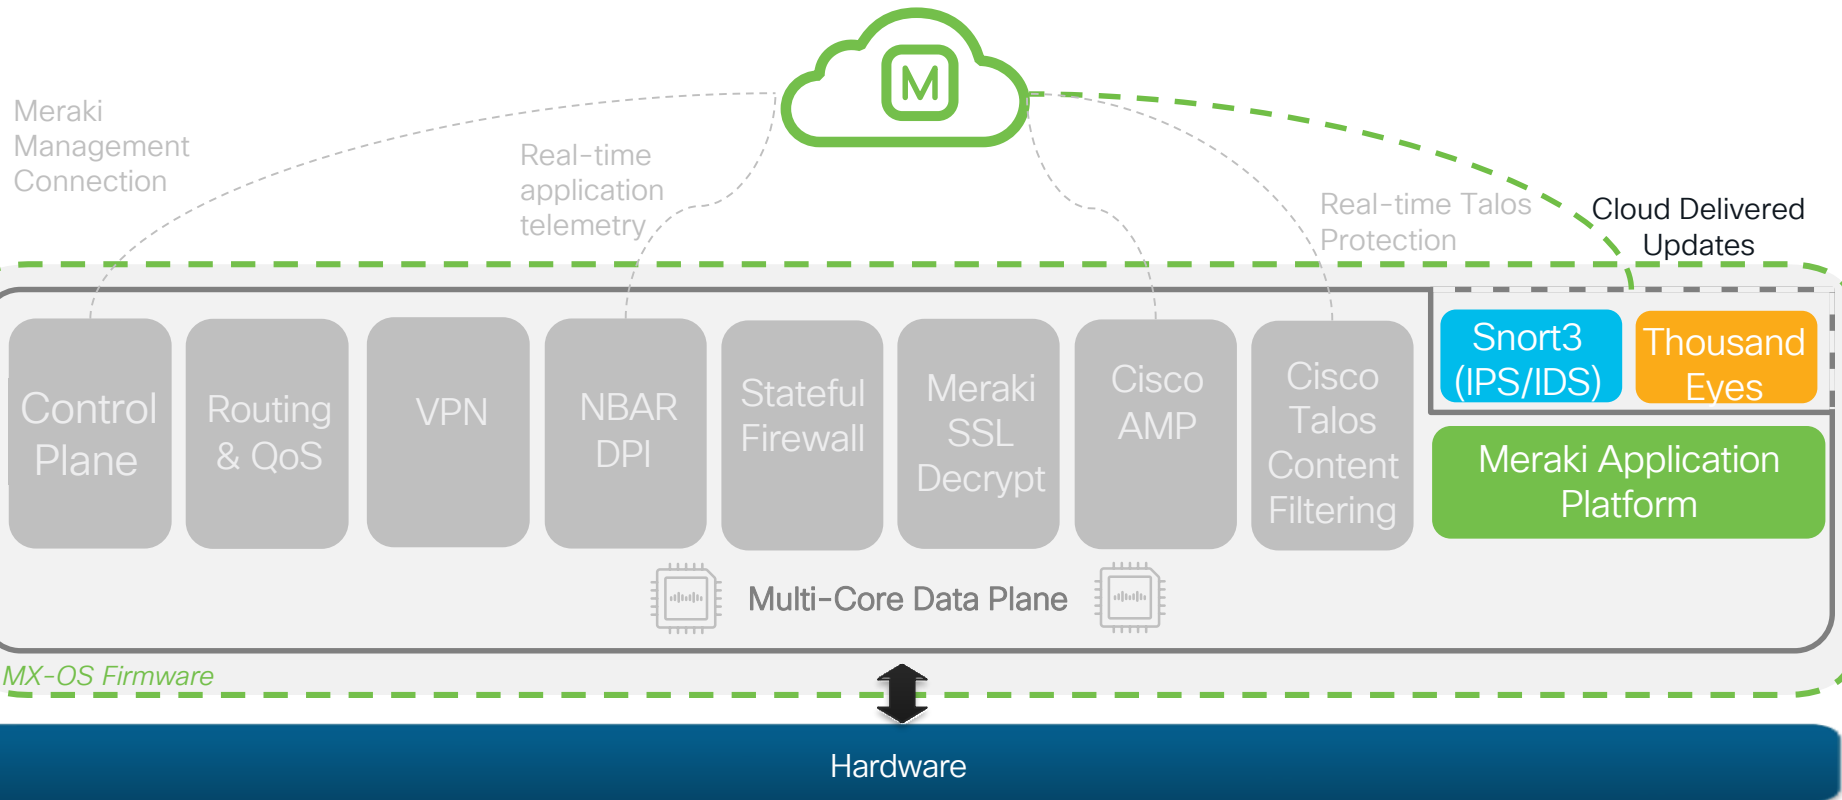 M
Meraki
Management
Connection
Real-time
application
telemetry
Real-time Talos
Protection
Cloud Delivered
Updates
Control
Plane
Routing
& QoS
VPN
NBAR
DPI
Stateful
Firewall
Meraki
SSL
Decrypt
Cisco
AMP
Cisco
Talos
Content
Filtering
Snort3
(IPS/IDS)
Thousand
Eyes
Meraki Application
Platform
Multi-Core Data Plane
MX-OS Firmware
Hardware